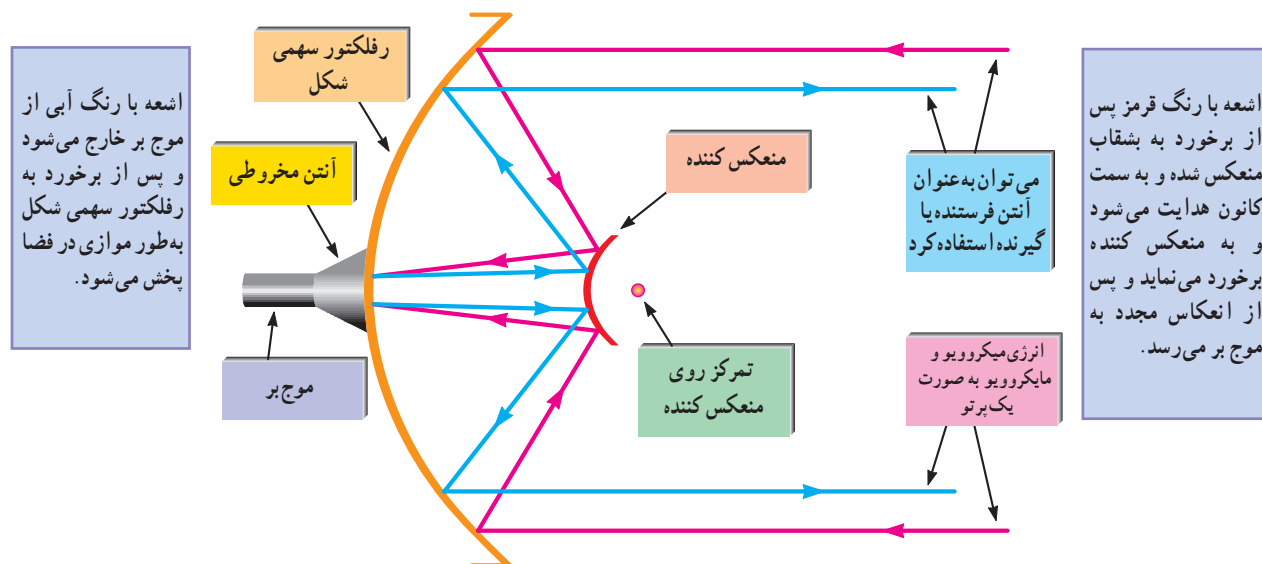 اشعه با رنگ قرمز پس
از برخورد به بشقاب
منعکس شده و به سمت
کانون هدایت می‌شود
و به منعکس کننده
برخورد می‌نماید و پس
از انعکاس مجدد به
موج بر می‌رسد.
می‌توان به‌عنوان
آنتن فرستنده یا
گیرنده استفاده کرد
انرژی میکروویو و
مایکروویو به صورت
یک پرتو
منعکس کننده
تمرکز روی
منعکس کننده
رفلکتور سهمی
شکل
آنتن مخروطی
موج‌بر
اشعه با رنگ آبی از
موج بر خارج می‌شود
و پس از برخورد به
رفلکتور سهمی شکل
به‌طور موازی در فضا
پخش می‌شود.